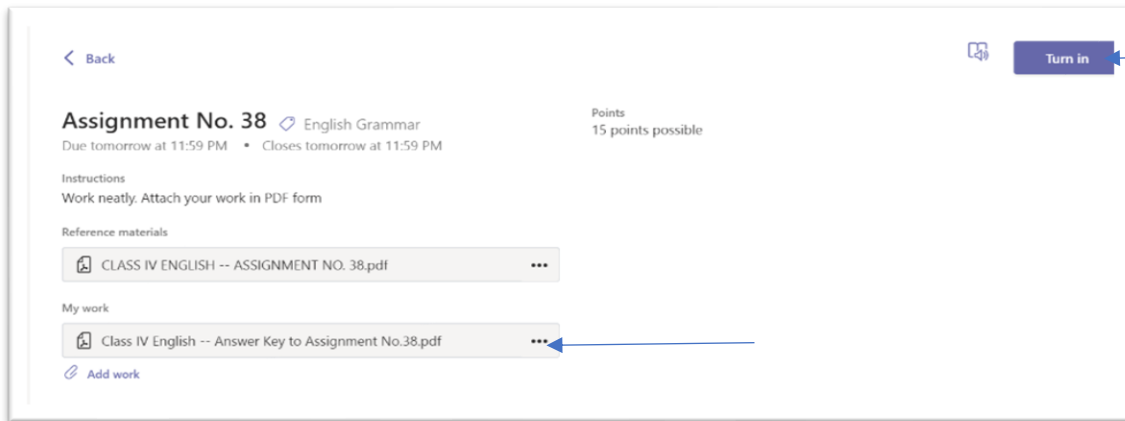 Back
Turn in
Assignment No. 38 English Grammar
Due tomorrow at 11:59 PM • Closes tomorrow at 11:59 PM
Points
15 points possible
Instructions
Work neatly. Attach your work in PDF form
Reference materials
CLASS IV ENGLISH -- ASSIGNMENT NO. 38.pdf
My work
Class IV English -- Answer Key to Assignment No.38.pdf
Add work